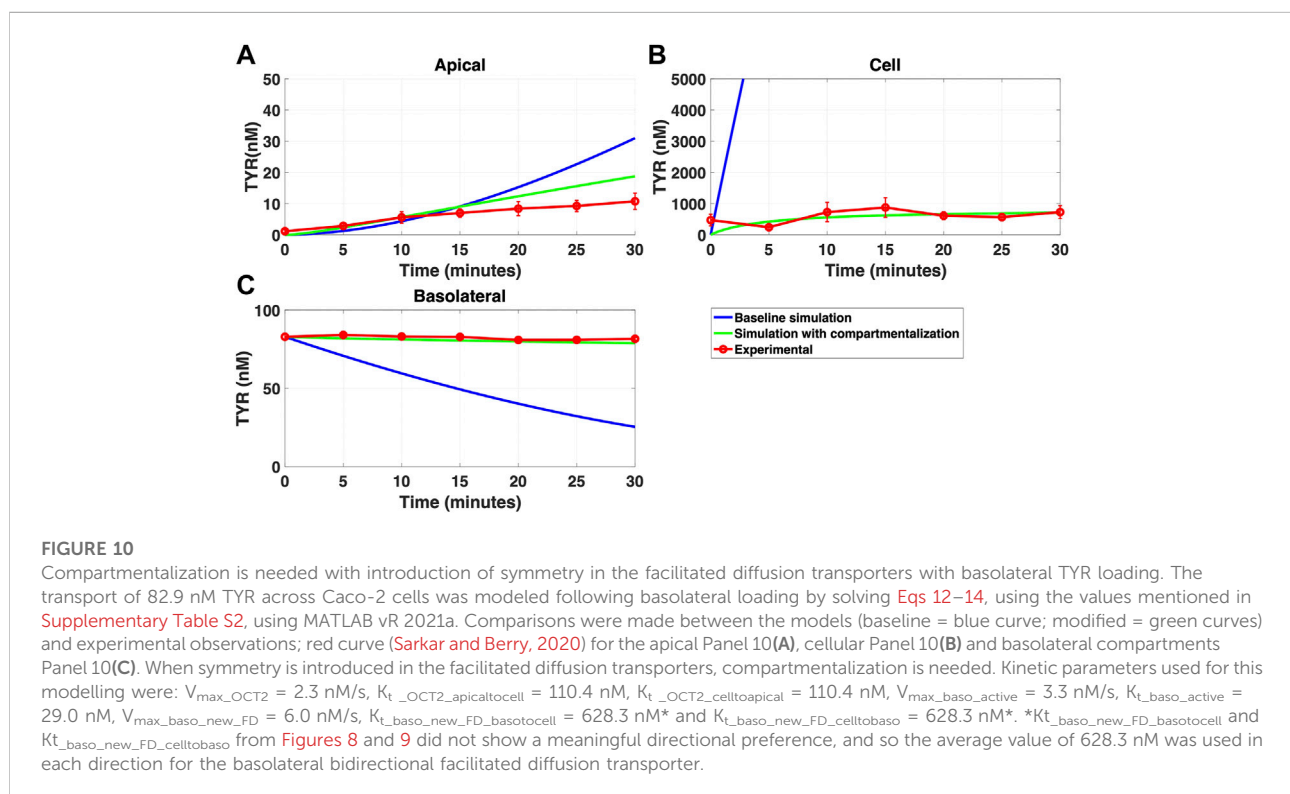 A
Apical
TYR(nM)
50
40
30
20
10
0
0 5 10 15 20 25 30
Time (minutes)
B
Cell
5000
4000
3000
2000
1000
0
0 5 10 15 20 25 30
Time (minutes)
C
Basolateral
TYR (nM)
100
50
0
0 5 10 15 20 25 30
Time (minutes)
Baseline simulation
Simulation with compartmentalization
Experimental
FIGURE 10
Compartmentalization is needed with introduction of symmetry in the facilitated diffusion transporters with basolateral TYR loading. The
transport of 82.9 nM TYR across Caco-2 cells was modeled following basolateral loading by solving Eqs 12–14, using the values mentioned in
Supplementary Table S2, using MATLAB vR 2021a. Comparisons were made between the models (baseline = blue curve; modified = green curves)
and experimental observations; red curve (Sarkar and Berry, 2020) for the apical Panel 10(A), cellular Panel 10(B) and basolateral compartments
Panel 10(C). When symmetry is introduced in the facilitated diffusion transporters, compartmentalization is needed. Kinetic parameters used for this
modelling were: Vmax_OCT2 = 2.3 nM/s, Kt _OCT2_apicaltocell = 110.4 nM, Kt _OCT2_celltoapical = 110.4 nM, Vmax_baso_active = 3.3 nM/s, Kt_baso_active =
29.0 nM, Vmax_baso_new_FD = 6.0 nM/s, Kt_baso_new_FD_basotocell = 628.3 nM* and Kt_baso_new_FD_celltobaso = 628.3 nM*. *Kt_baso_new_FD_basotocell and
Kt_baso_new_FD_celltobaso from Figures 8 and 9 did not show a meaningful directional preference, and so the average value of 628.3 nM was used in
each direction for the basolateral bidirectional facilitated diffusion transporter.